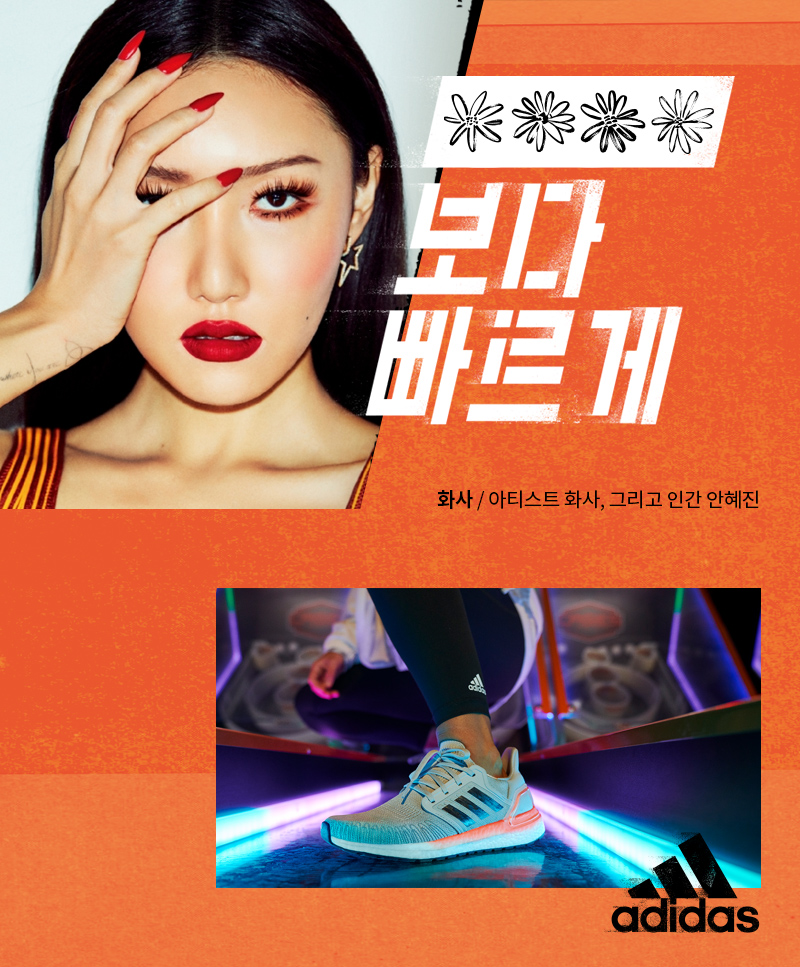 보다
빠르게
화사 / 아티스트 화사, 그리고 인간 안혜진
adidas
adidas